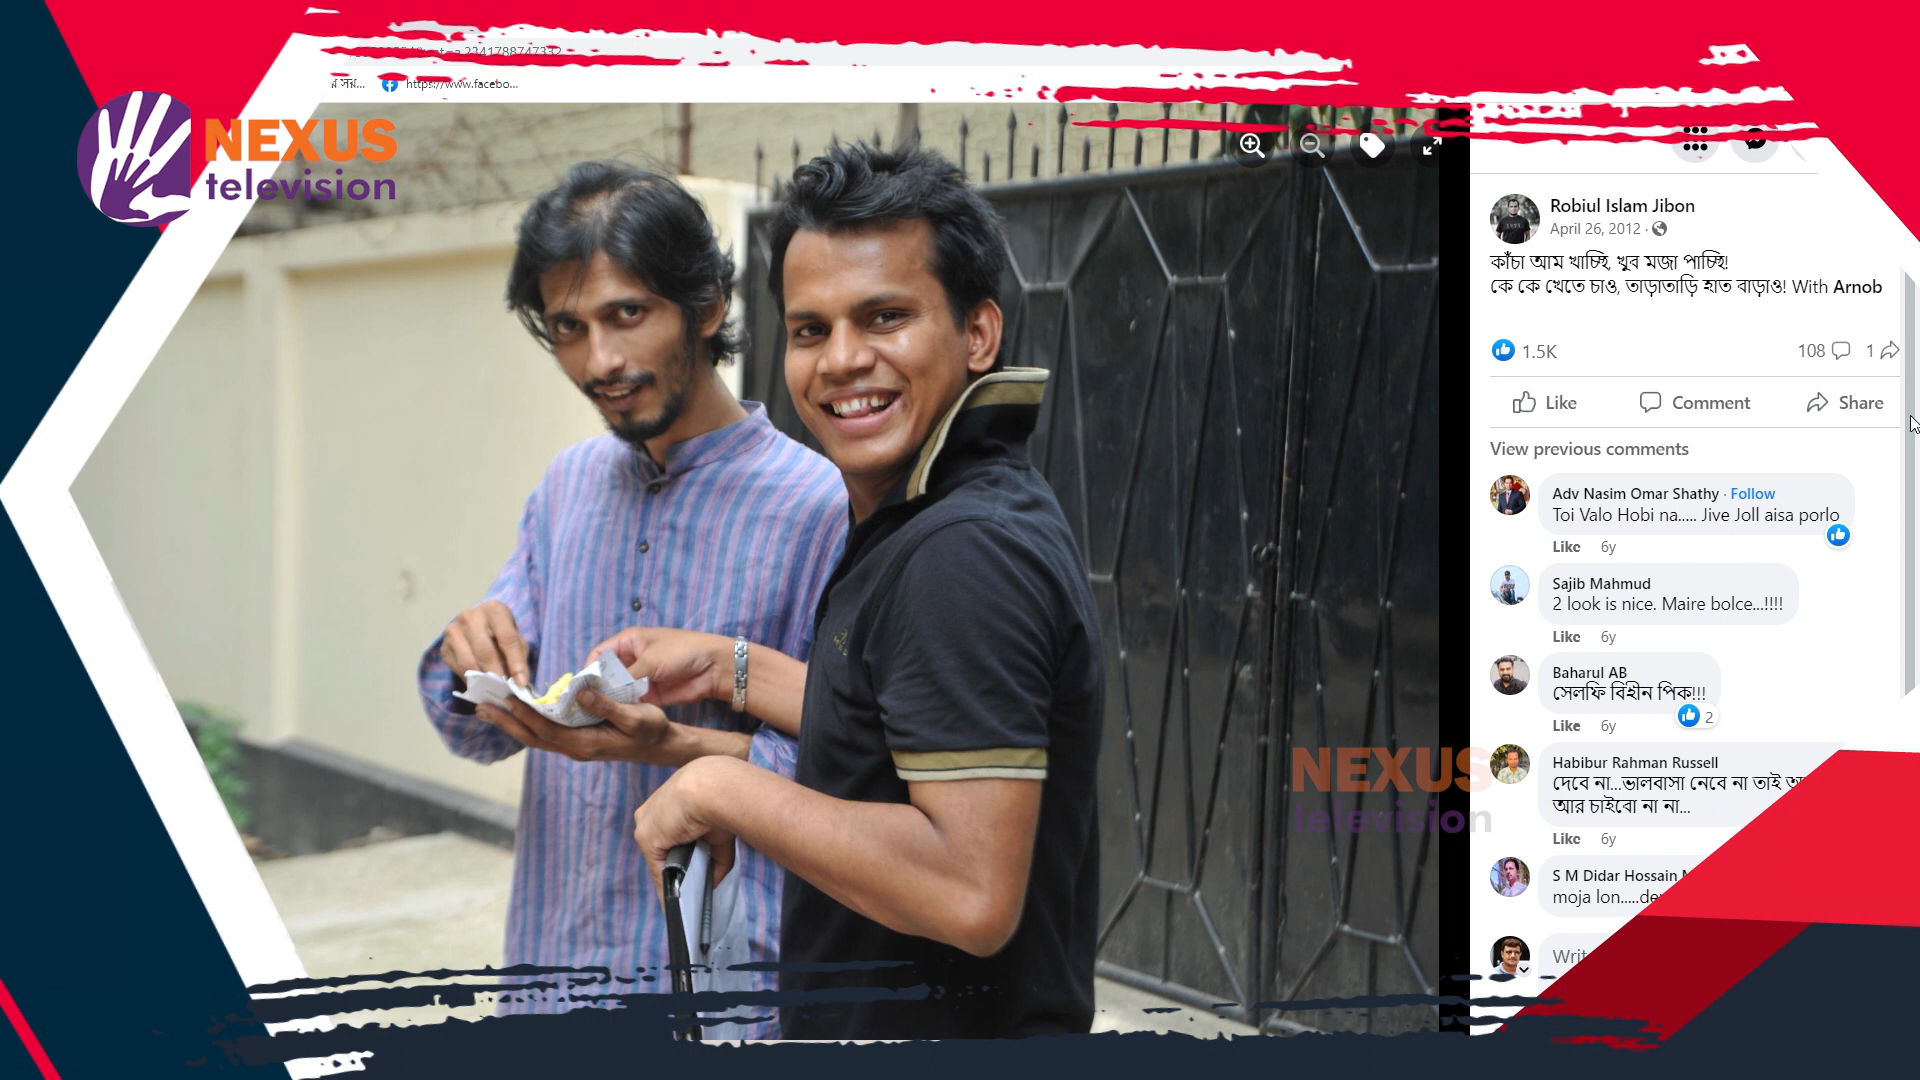 https://www.facebo...
NEXUS
television
Robiul Islam Jibon
April 26, 2012 ·
কাঁচা আম খাচ্ছি, খুব মজা পাচ্ছি!
কে কে খেতে চাও, তাড়াতাড়ি হাত বাড়াও! With Arnob
1.5K
108
1
Like
Comment
Share
View previous comments
Adv Nasim Omar Shathy · Follow
Toi Valo Hobi na..... Jive Joll aisa porlo
Like 6y
Sajib Mahmud
2 look is nice. Maire bolce...!!!!
Like 6y
Baharul AB
সেলফি বিহীন পিক!!!
2
Like 6y
NEXUS
television
Habibur Rahman Russell
দেবে না...ভালবাসা নেবে না তাই
আর চাইবো না না...
Like 6y
S M Didar Hossain
moja lon.....